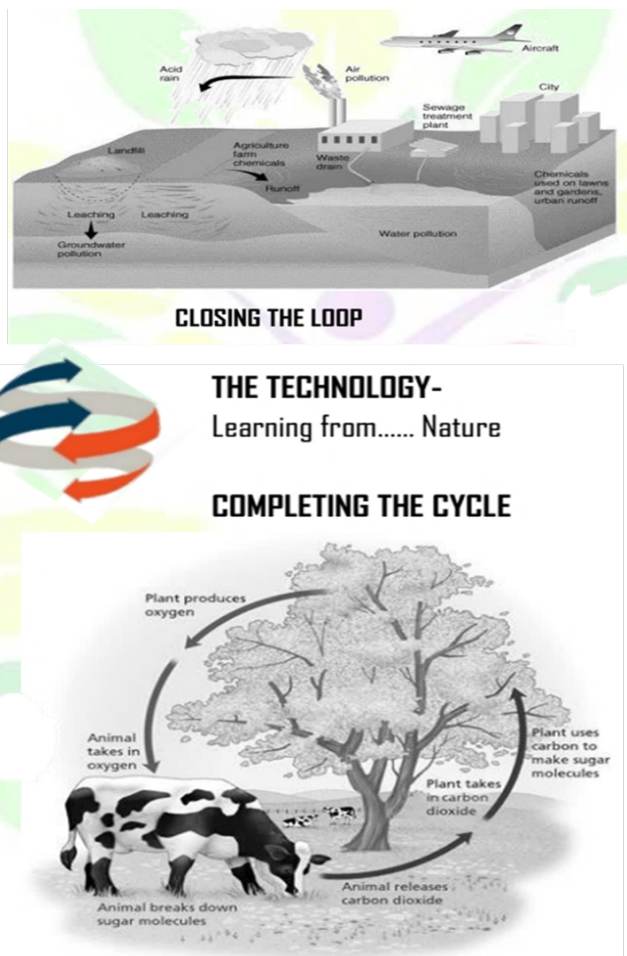 Aircraft
Acid
rain
Air
pollution
City
Sewage
treatment
plant
Landfill
Agriculture
farm
chemicals
Waste
drain
Runoff
Chemicals
used on lawns
and gardens,
urban runoff
Leaching
Leaching
Groundwater
pollution
Water pollution
CLOSING THE LOOP
THE TECHNOLOGY-
Learning from...... Nature
COMPLETING THE CYCLE
Plant produces
oxygen
Animal
takes in
oxygen
Plant uses
carbon to
make sugar
molecules
Plant takes
in carbon
dioxide
Animal releases
carbon dioxide
Animal breaks down
sugar molecules